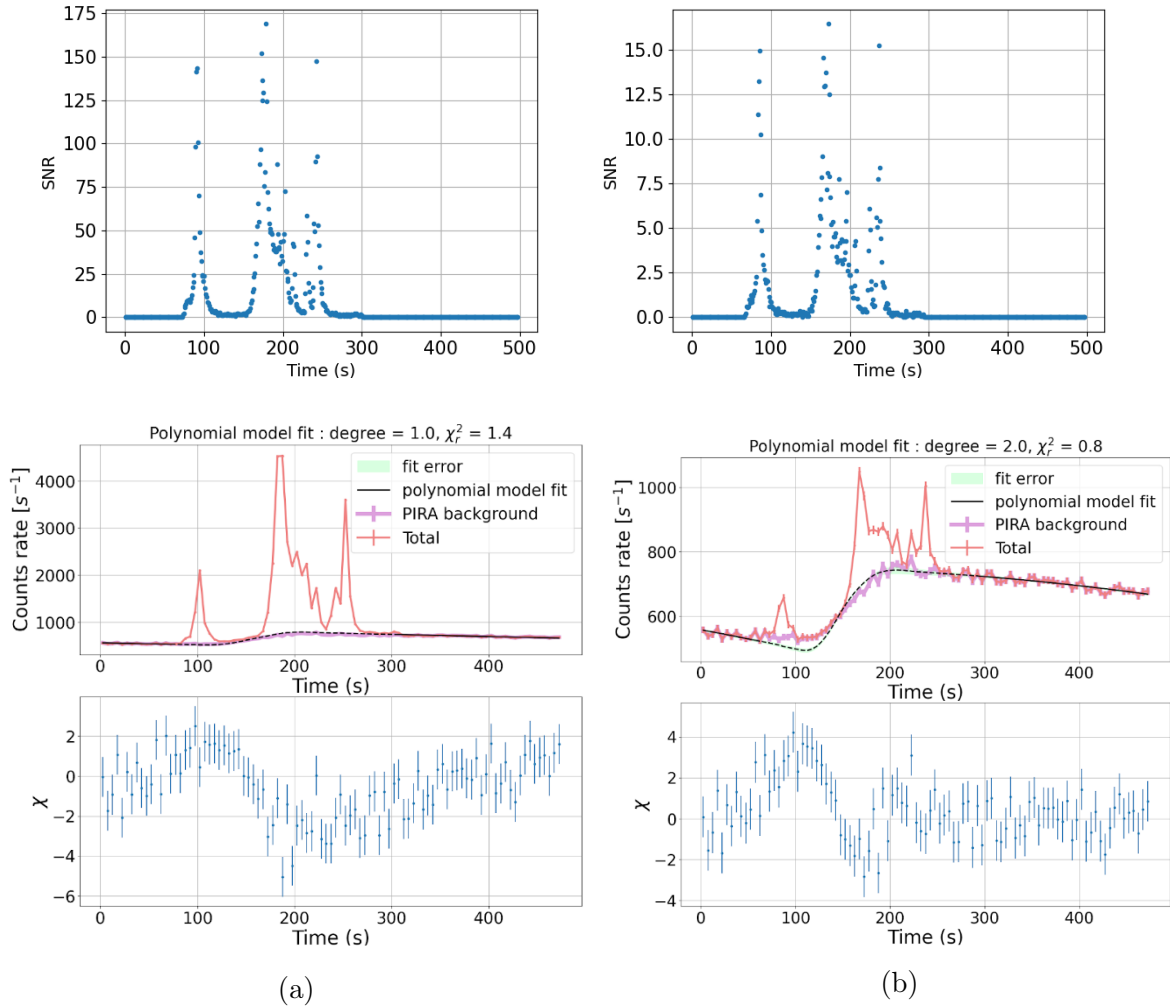 175
150
125
100
75
50
25
0
SNR
0 100 200 300 400 500
Time (s)
15.0
12.5
10.0
7.5
5.0
2.5
0.0
SNR
0 100 200 300 400 500
Time (s)
Polynomial model fit : degree = 1.0, χ²ᵣ = 1.4
fit error
polynomial model fit
PIRA background
Total
4000
3000
2000
1000
Counts rate [s⁻¹]
0 100 200 300 400
Time (s)
2
0
−2
−4
−6
χ
0 100 200 300 400
Time (s)
(a)
Polynomial model fit : degree = 2.0, χ²ᵣ = 0.8
fit error
polynomial model fit
PIRA background
Total
1000
800
600
Counts rate [s⁻¹]
0 100 200 300 400
Time (s)
4
2
0
−2
−4
χ
0 100 200 300 400
Time (s)
(b)